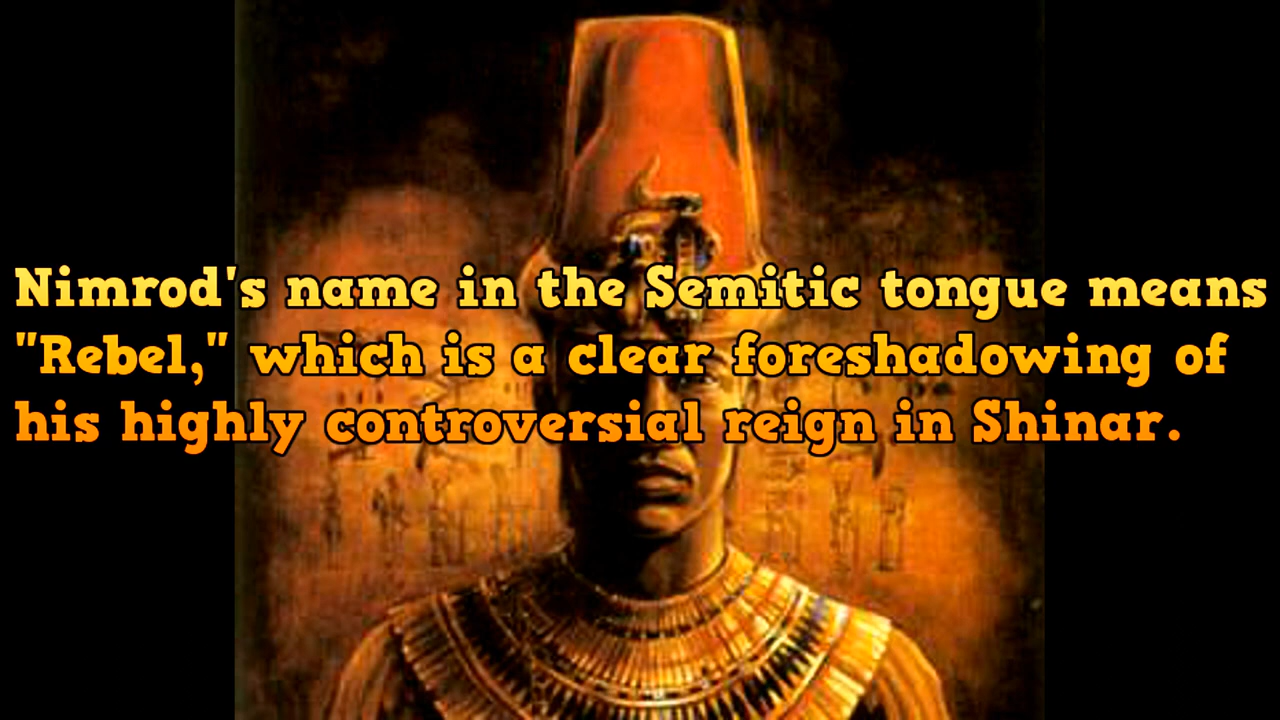 Nimrod's name in the Semitic tongue means
"Rebel," which is a clear foreshadowing of
his highly controversial reign in Shinar.